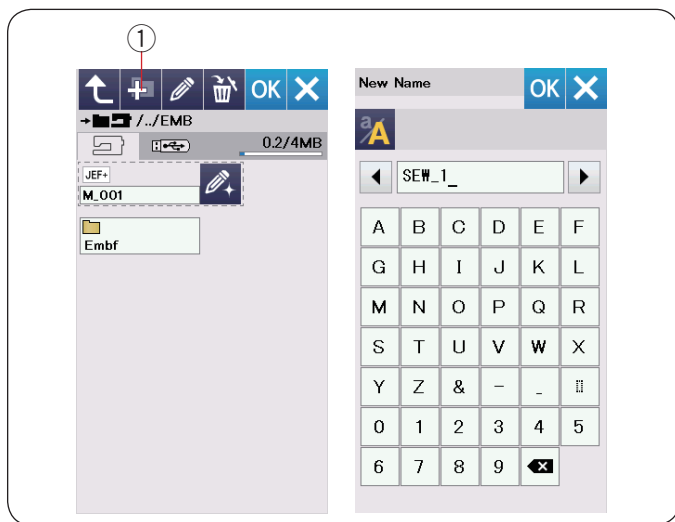 ①
OK
/../EMB
0.2/4MB
JEF+
M_001
Embf
New Name
OK
a/A
SEW_1_
A B C D E F
G H I J K L
M N O P Q R
S T U V W X
Y Z & - _
0 1 2 3 4 5
6 7 8 9